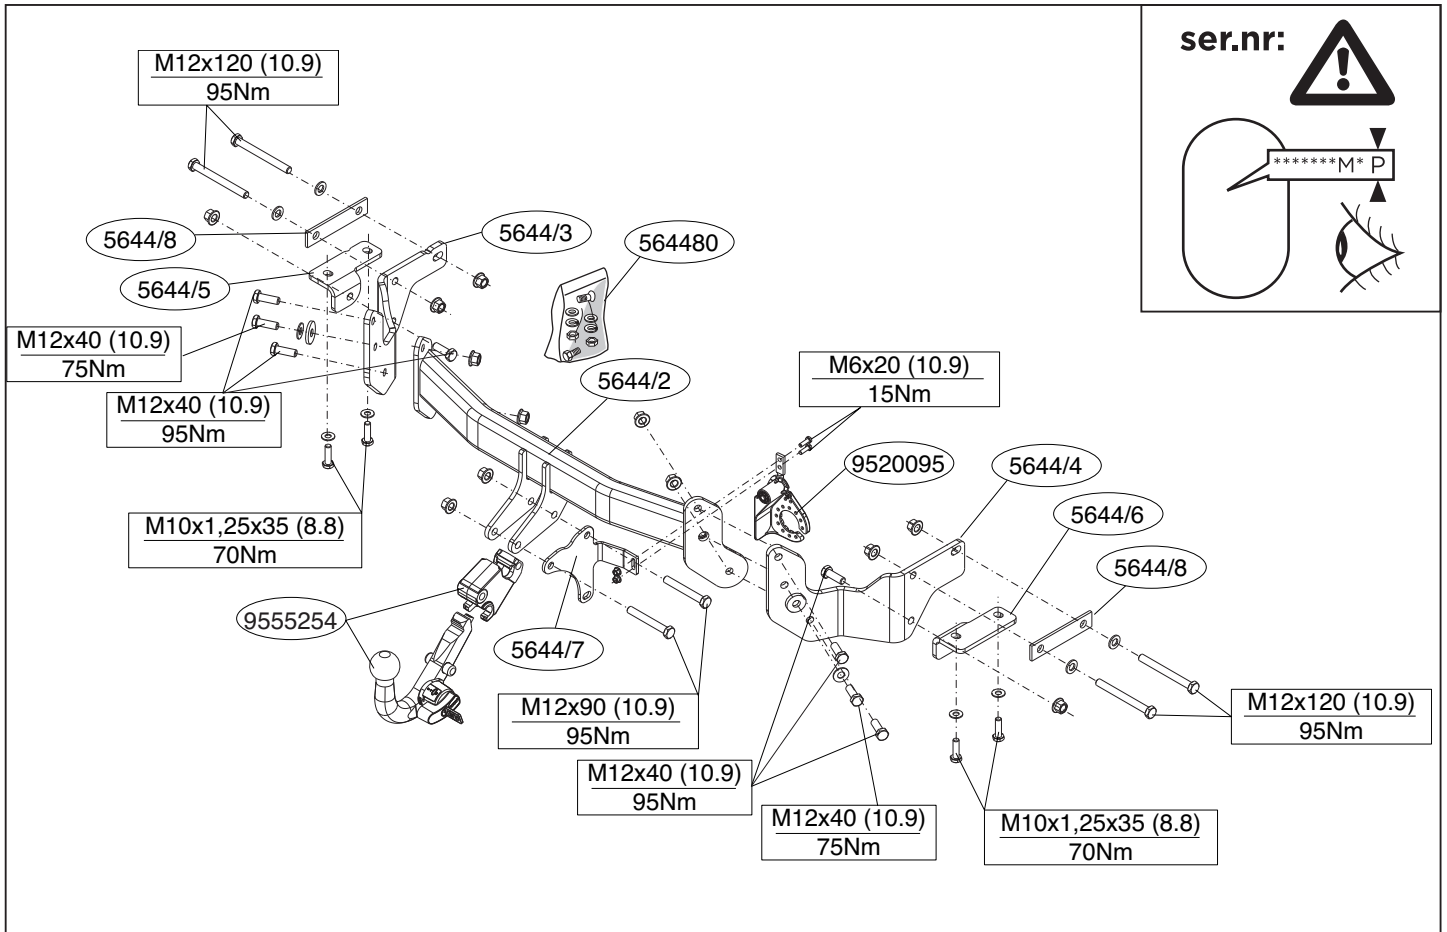 ser.nr:
*******M* P
M12x120 (10.9)
95Nm
5644/8
5644/3
564480
5644/5
M12x40 (10.9)
75Nm
M12x40 (10.9)
95Nm
5644/2
M6x20 (10.9)
15Nm
9520095
5644/4
M10x1,25x35 (8.8)
70Nm
5644/6
5644/8
9555254
5644/7
M12x90 (10.9)
95Nm
M12x120 (10.9)
95Nm
M12x40 (10.9)
95Nm
M12x40 (10.9)
75Nm
M10x1,25x35 (8.8)
70Nm